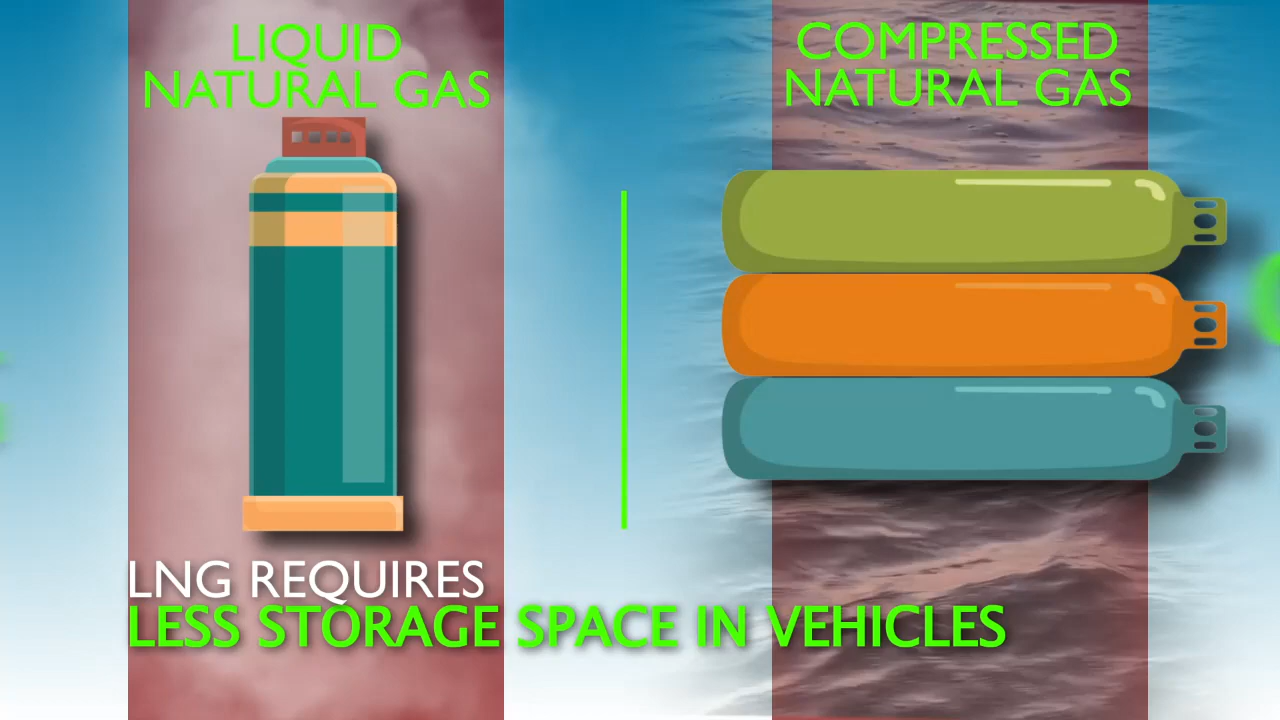 LIQUID
NATURAL GAS
COMPRESSED
NATURAL GAS
LNG REQUIRES
LESS STORAGE SPACE IN VEHICLES